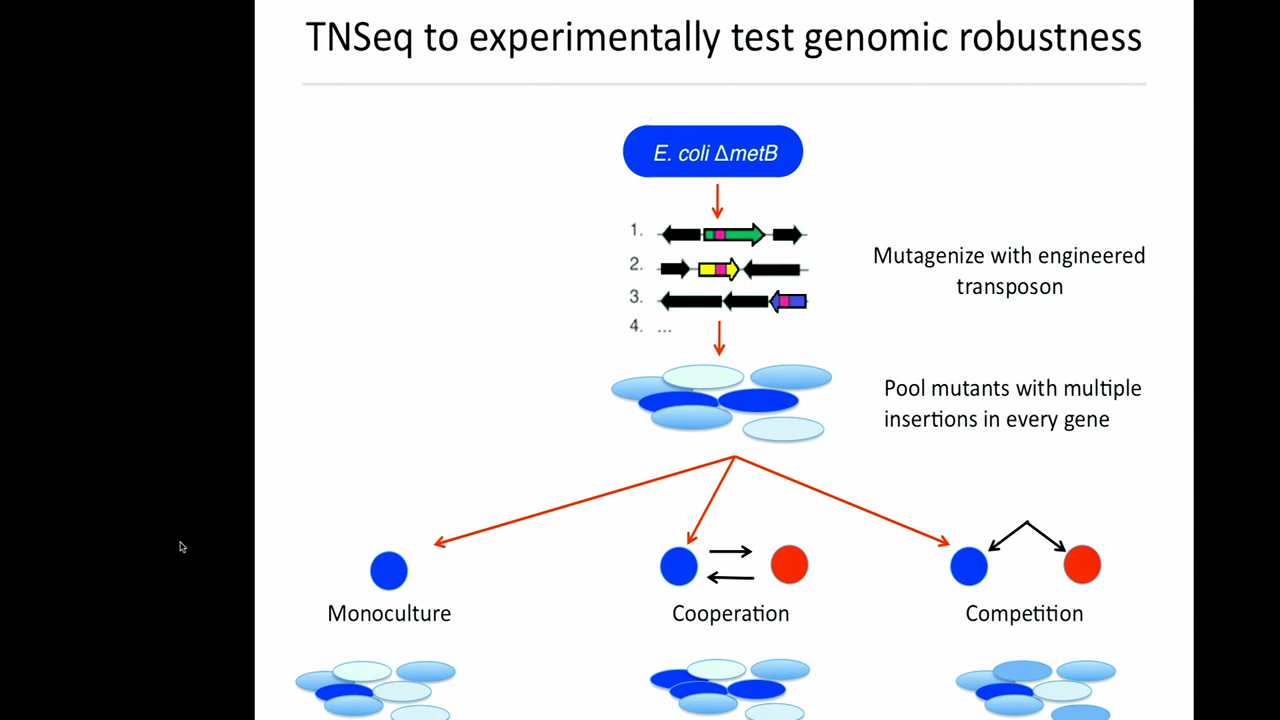 TNSeq to experimentally test genomic robustness
E. coli ΔmetB
1.
2.
3.
4. ...
Mutagenize with engineered
transposon
Pool mutants with multiple
insertions in every gene
Monoculture
Cooperation
Competition